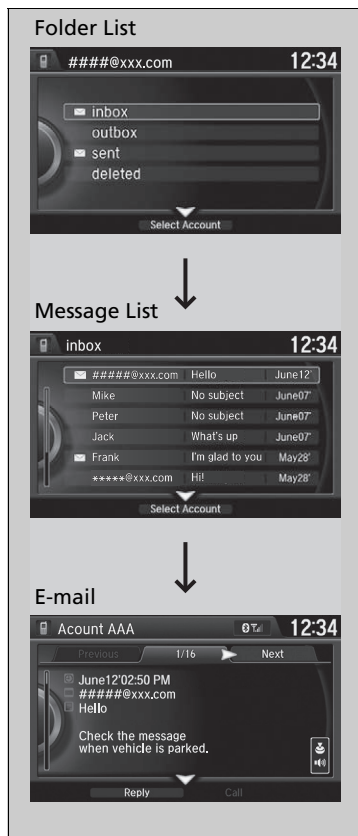 Folder List
####@xxx.com 12:34
inbox
outbox
sent
deleted
Select Account
Message List
inbox 12:34
#####@xxx.com Hello June12'
Mike No subject June07'
Peter No subject June07'
Jack What's up June07'
Frank I'm glad to you May28'
*****@xxx.com Hi! May28'
Select Account
E-mail
Acount AAA 12:34
Previous 1/16 Next
June12'02:50 PM
#####@xxx.com
Hello
Check the message
when vehicle is parked.
Reply Call